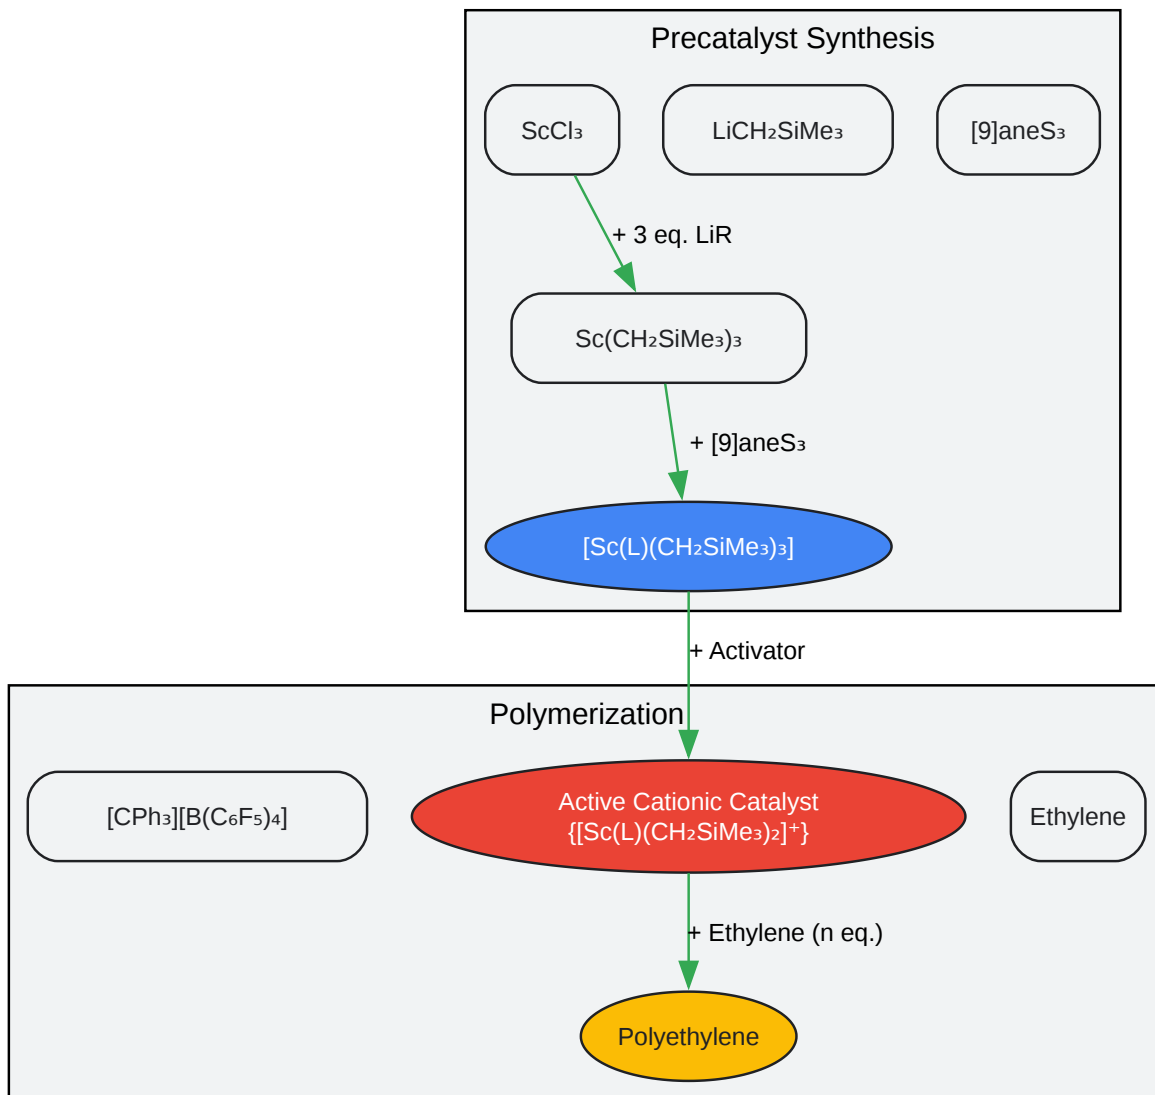 Precatalyst Synthesis
ScCl₃
LiCH₂SiMe₃
[9]aneS₃
+ 3 eq. LiR
Sc(CH₂SiMe₃)₃
+ [9]aneS₃
[Sc(L)(CH₂SiMe₃)₃]
+ Activator
Polymerization
[CPh₃][B(C₆F₅)₄]
Active Cationic Catalyst
{[Sc(L)(CH₂SiMe₃)₂]⁺}
Ethylene
+ Ethylene (n eq.)
Polyethylene